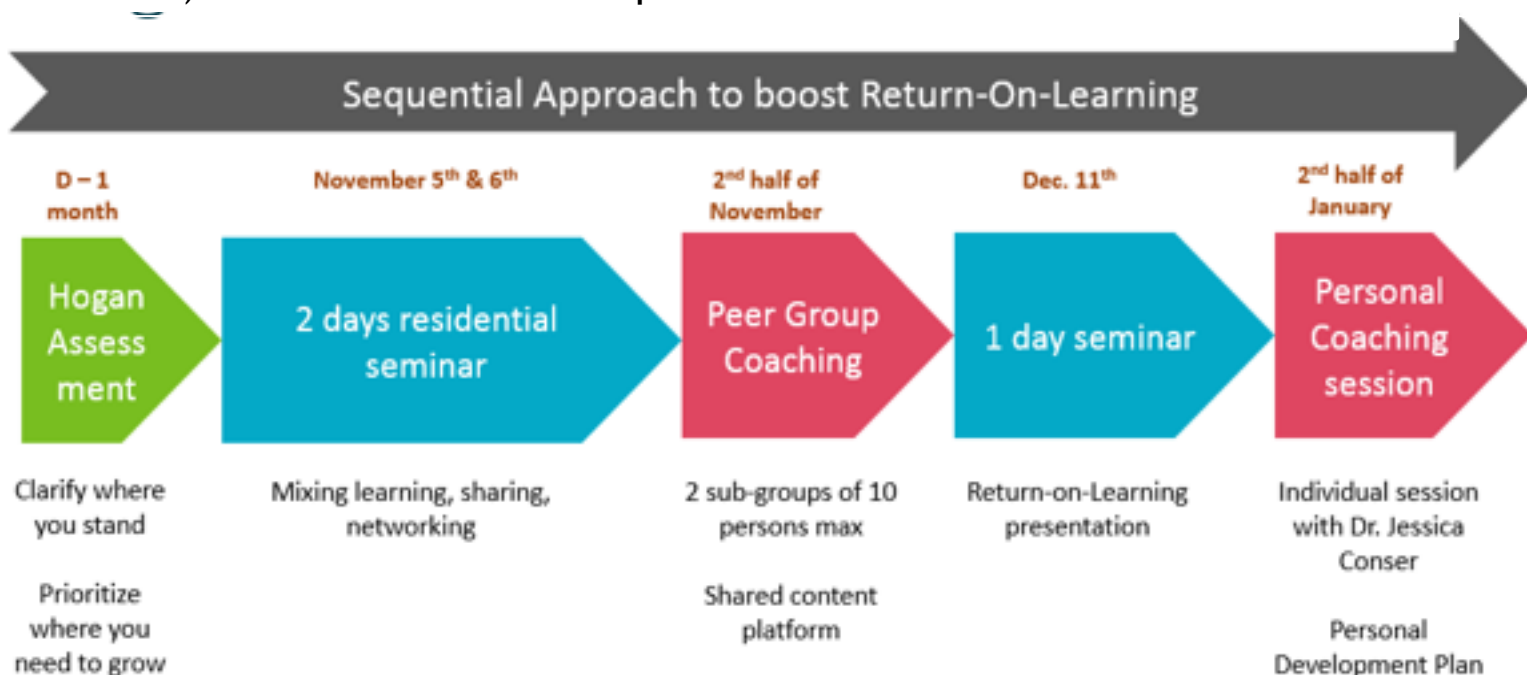 Sequential Approach to boost Return-On-Learning
D – 1
month
November 5th & 6th
2nd half of
November
Dec. 11th
2nd half of
January
Hogan
Assess
ment
2 days residential
seminar
Peer Group
Coaching
1 day seminar
Personal
Coaching
session
Clarify where
you stand
Prioritize
where you
need to grow
Mixing learning, sharing,
networking
2 sub-groups of 10
persons max
Shared content
platform
Return-on-Learning
presentation
Individual session
with Dr. Jessica
Conser
Personal
Development Plan